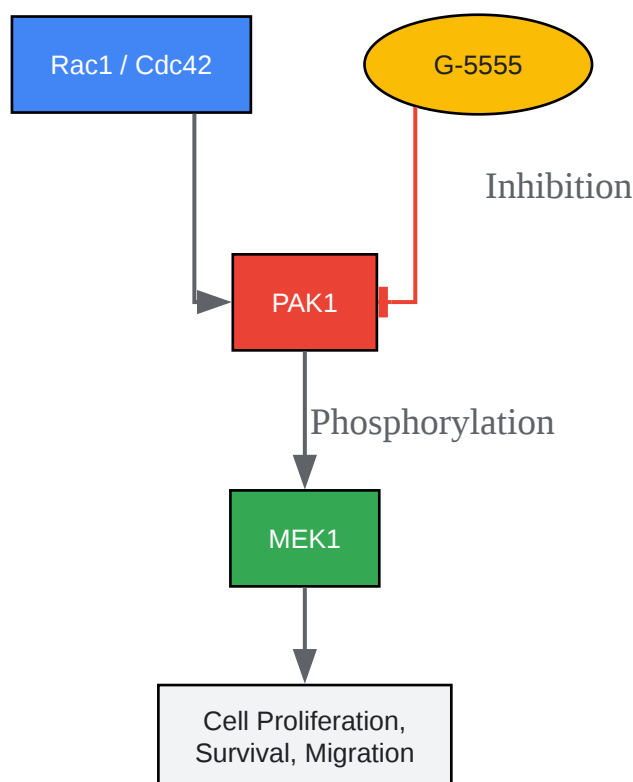 Rac1 / Cdc42
G-5555
Inhibition
PAK1
Phosphorylation
MEK1
Cell Proliferation,
Survival, Migration